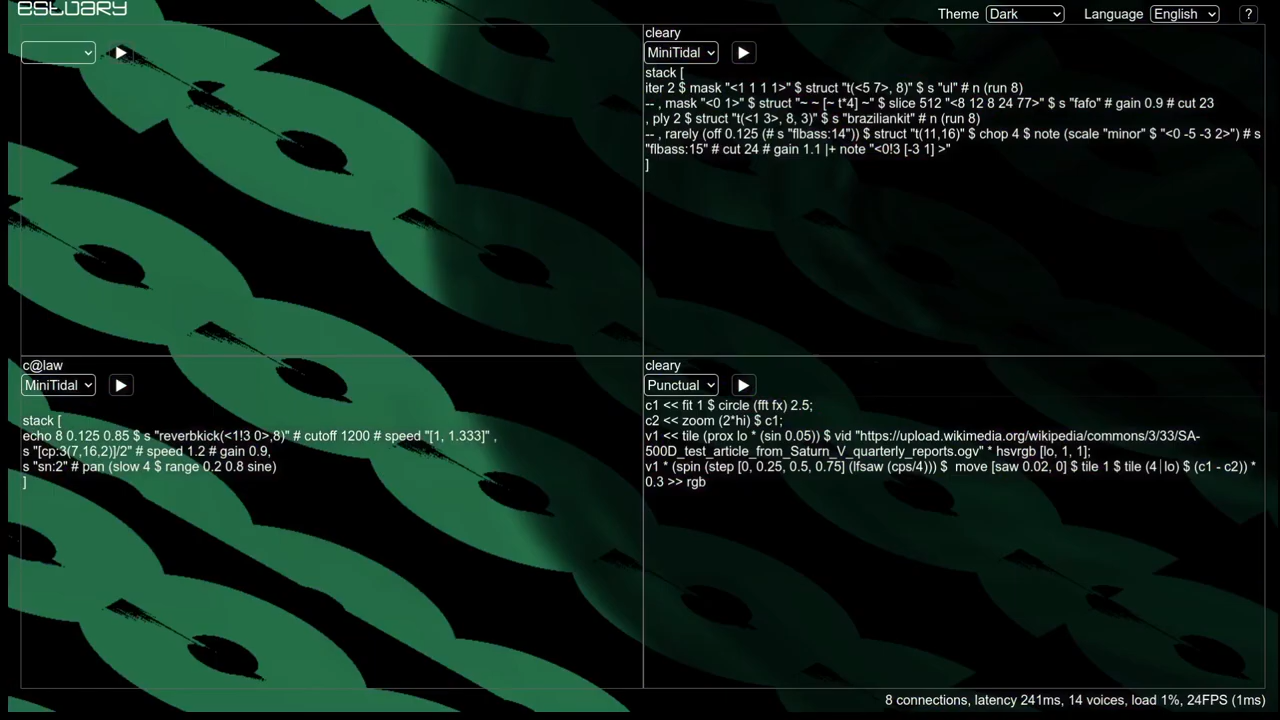 estuary
Theme Dark Language English ?
cleary
MiniTidal
stack [
iter 2 $ mask "<1 1 1 1>" $ struct "t(<5 7>, 8)" $ s "ul" # n (run 8)
-- , mask "<0 1>" $ struct "~ ~ [~ t*4] ~" $ slice 512 "<8 12 8 24 77>" $ s "fafo" # gain 0.9 # cut 23
, ply 2 $ struct "t(<1 3>, 8, 3)" $ s "braziliankit" # n (run 8)
-- , rarely (off 0.125 (# s "flbass:14")) $ struct "t(11,16)" $ chop 4 $ note (scale "minor" $ "<0 -5 -3 2>") # s
"flbass:15" # cut 24 # gain 1.1 |+ note "<0!3 [-3 1] >"
]
c@law
MiniTidal
stack [
echo 8 0.125 0.85 $ s "reverbkick(<1!3 0>,8)" # cutoff 1200 # speed "[1, 1.333]" ,
s "[cp:3(7,16,2)]/2" # speed 1.2 # gain 0.9,
s "sn:2" # pan (slow 4 $ range 0.2 0.8 sine)
]
cleary
Punctual
c1 << fit 1 $ circle (fft fx) 2.5;
c2 << zoom (2*hi) $ c1;
v1 << tile (prox lo * (sin 0.05)) $ vid "https://upload.wikimedia.org/wikipedia/commons/3/33/SA-
500D_test_article_from_Saturn_V_quarterly_reports.ogv" * hsvrgb [lo, 1, 1];
v1 * (spin (step [0, 0.25, 0.5, 0.75] (lfsaw (cps/4))) $  move [saw 0.02, 0] $ tile 1 $ tile (4|lo) $ (c1 - c2)) *
0.3 >> rgb
8 connections, latency 241ms, 14 voices, load 1%, 24FPS (1ms)